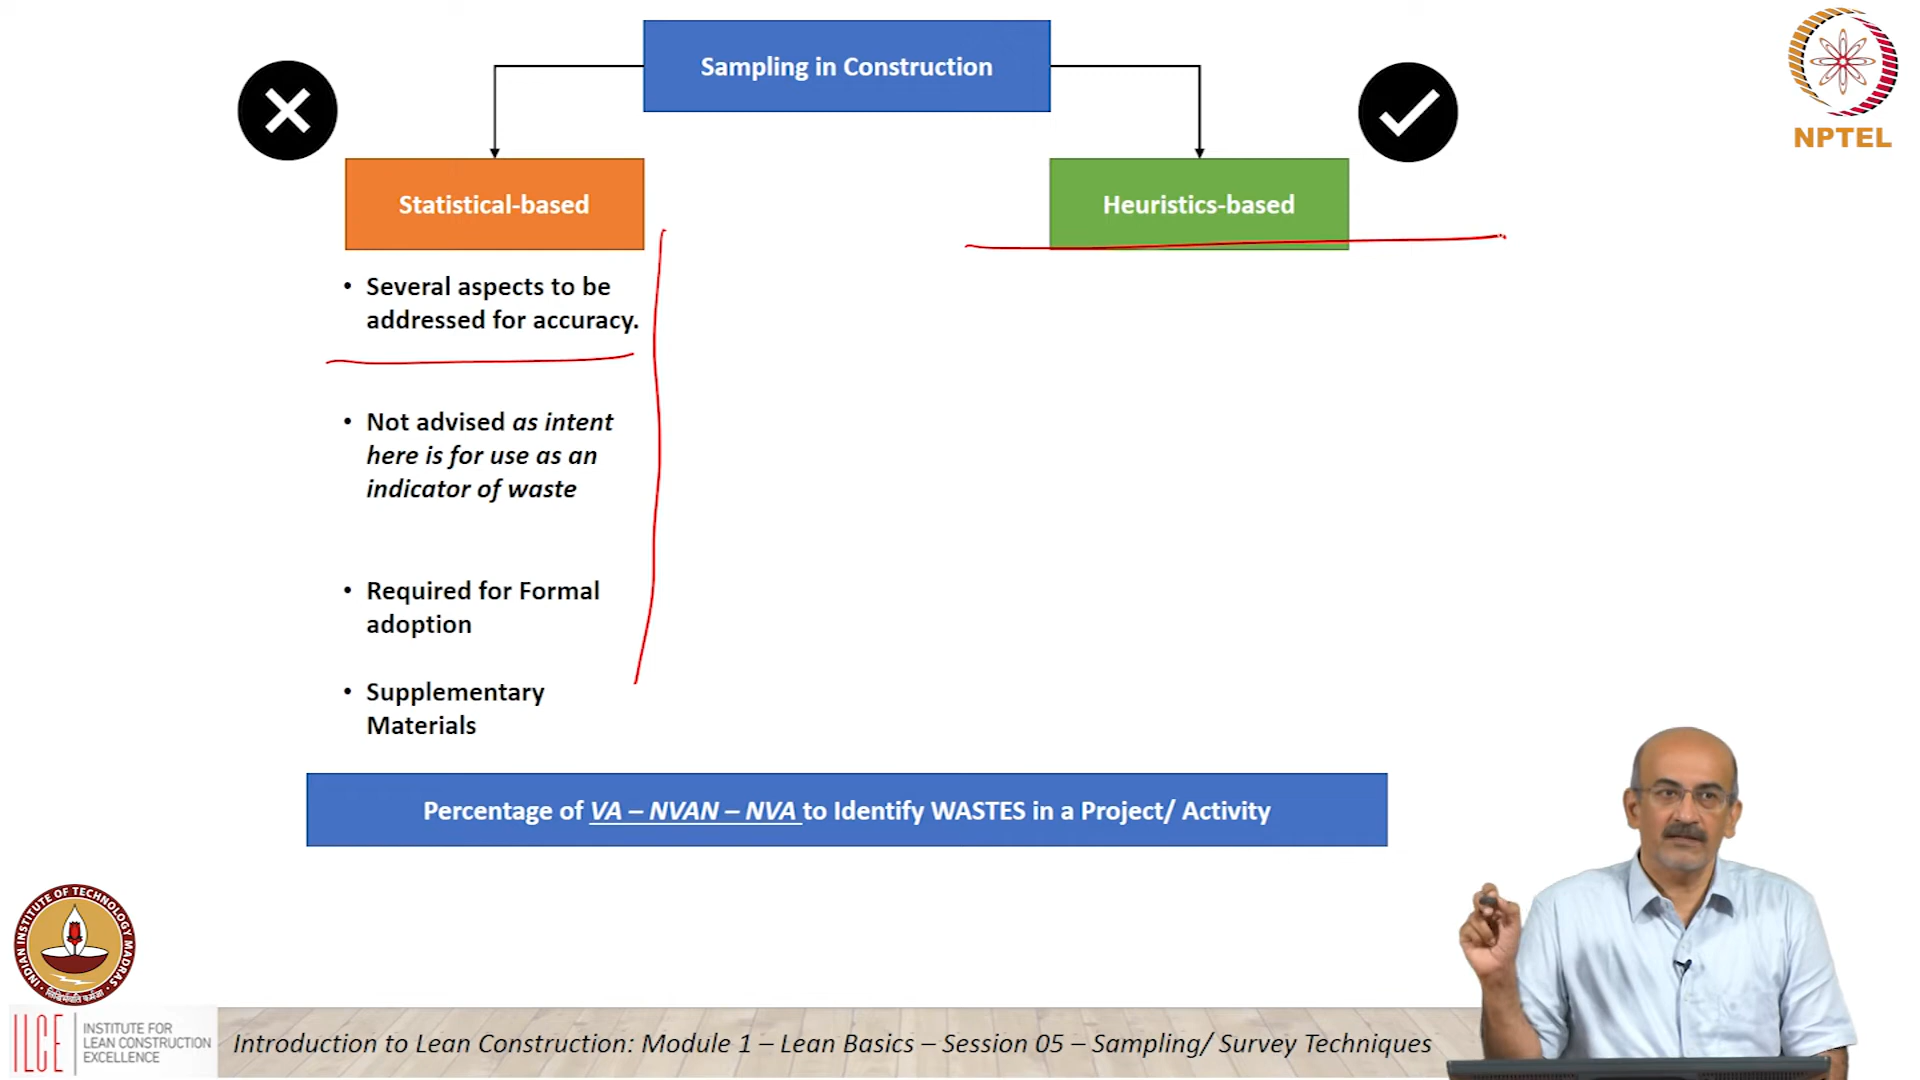 Sampling in Construction
NPTEL
Statistical-based
Heuristics-based
• Several aspects to be
addressed for accuracy.
• Not advised as intent
here is for use as an
indicator of waste
• Required for Formal
adoption
• Supplementary
Materials
Percentage of VA – NVAN – NVA to Identify WASTES in a Project/ Activity
INDIAN INSTITUTE OF TECHNOLOGY MADRAS
सिद्धिर्भवति कर्मजा
ILCE
INSTITUTE FOR
LEAN CONSTRUCTION
EXCELLENCE
Introduction to Lean Construction: Module 1 – Lean Basics – Session 05 – Sampling/ Survey Techniques